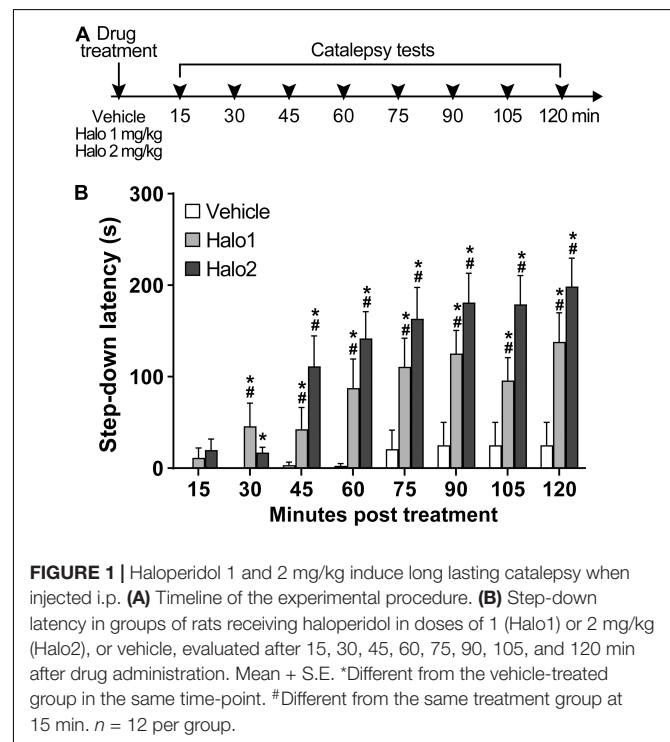 A Drug treatment
Catalepsy tests
Vehicle
Halo 1 mg/kg
Halo 2 mg/kg
15 30 45 60 75 90 105 120 min
B
300
200
100
0
Step-down latency (s)
Vehicle
Halo1
Halo2
*
#
*
*
#
*
#
*
#
*
#
*
#
*
#
*
#
*
#
*
#
*
#
*
#
*
#
15 30 45 60 75 90 105 120
Minutes post treatment
FIGURE 1 | Haloperidol 1 and 2 mg/kg induce long lasting catalepsy when
injected i.p. (A) Timeline of the experimental procedure. (B) Step-down
latency in groups of rats receiving haloperidol in doses of 1 (Halo1) or 2 mg/kg
(Halo2), or vehicle, evaluated after 15, 30, 45, 60, 75, 90, 105, and 120 min
after drug administration. Mean + S.E. *Different from the vehicle-treated
group in the same time-point. #Different from the same treatment group at
15 min. n = 12 per group.